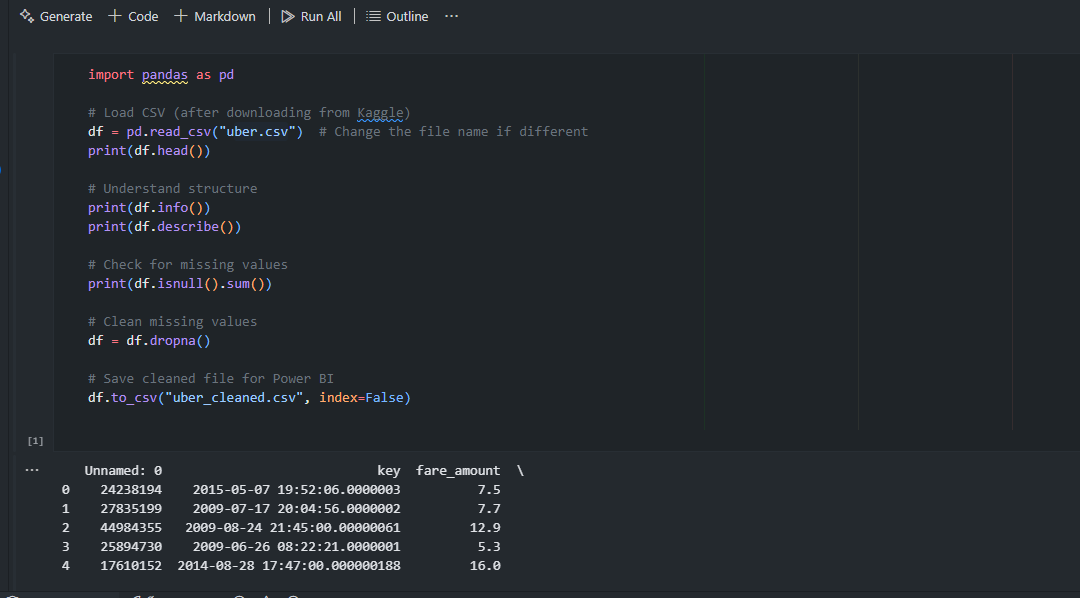 Generate + Code + Markdown | Run All | Outline ...
import pandas as pd
# Load CSV (after downloading from Kaggle)
df = pd.read_csv("uber.csv")  # Change the file name if different
print(df.head())
# Understand structure
print(df.info())
print(df.describe())
# Check for missing values
print(df.isnull().sum())
# Clean missing values
df = df.dropna()
# Save cleaned file for Power BI
df.to_csv("uber_cleaned.csv", index=False)
[1]
... Unnamed: 0 key fare_amount \
0 24238194 2015-05-07 19:52:06.0000003 7.5
1 27835199 2009-07-17 20:04:56.0000002 7.7
2 44984355 2009-08-24 21:45:00.00000061 12.9
3 25894730 2009-06-26 08:22:21.0000001 5.3
4 17610152 2014-08-28 17:47:00.000000188 16.0